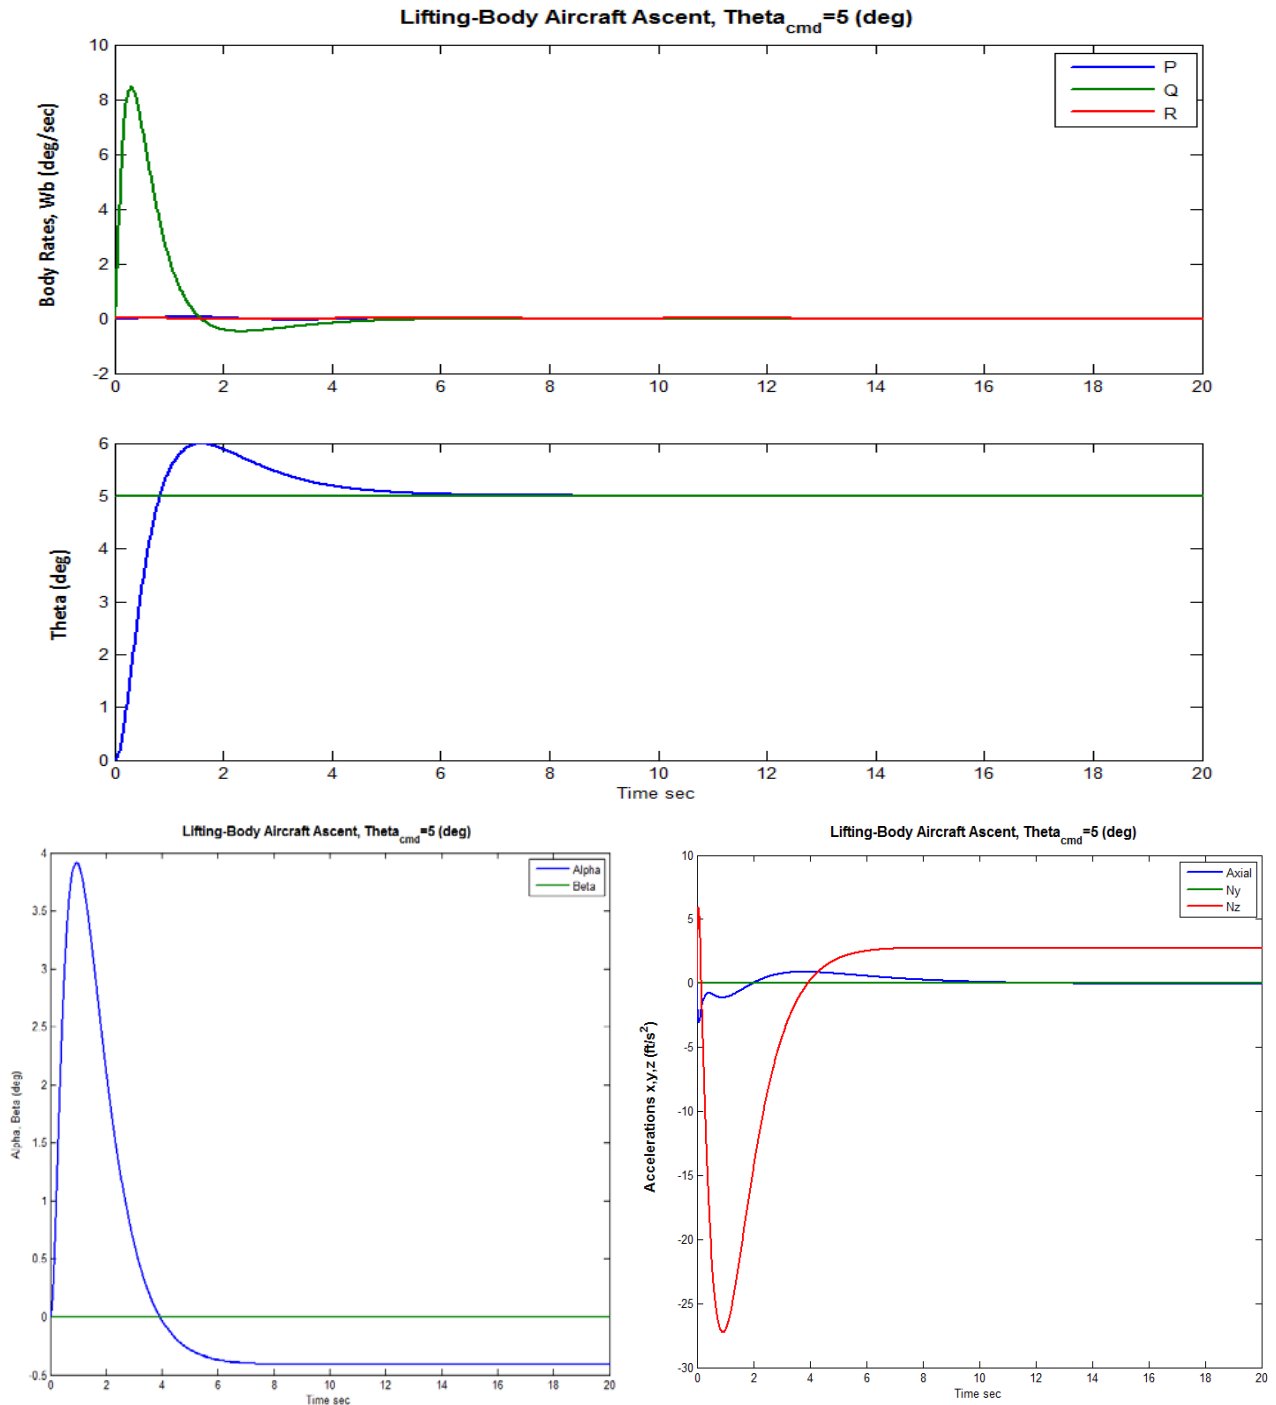 Lifting-Body Aircraft Ascent, Theta_cmd=5 (deg)
Body Rates, Wb (deg/sec)
10
8
6
4
2
0
-2
P
Q
R
0 2 4 6 8 10 12 14 16 18 20
Theta (deg)
6
5
4
3
2
1
0
0 2 4 6 8 10 12 14 16 18 20
Time sec
Lifting-Body Aircraft Ascent, Theta_cmd=5 (deg)
Alpha, Beta (deg)
4
3.5
3
2.5
2
1.5
1
0.5
0
-0.5
Alpha
Beta
0 2 4 6 8 10 12 14 16 18 20
Time sec
Lifting-Body Aircraft Ascent, Theta_cmd=5 (deg)
Accelerations x,y,z (ft/s²)
10
5
0
-5
-10
-15
-20
-25
-30
Axial
Ny
Nz
0 2 4 6 8 10 12 14 16 18 20
Time sec